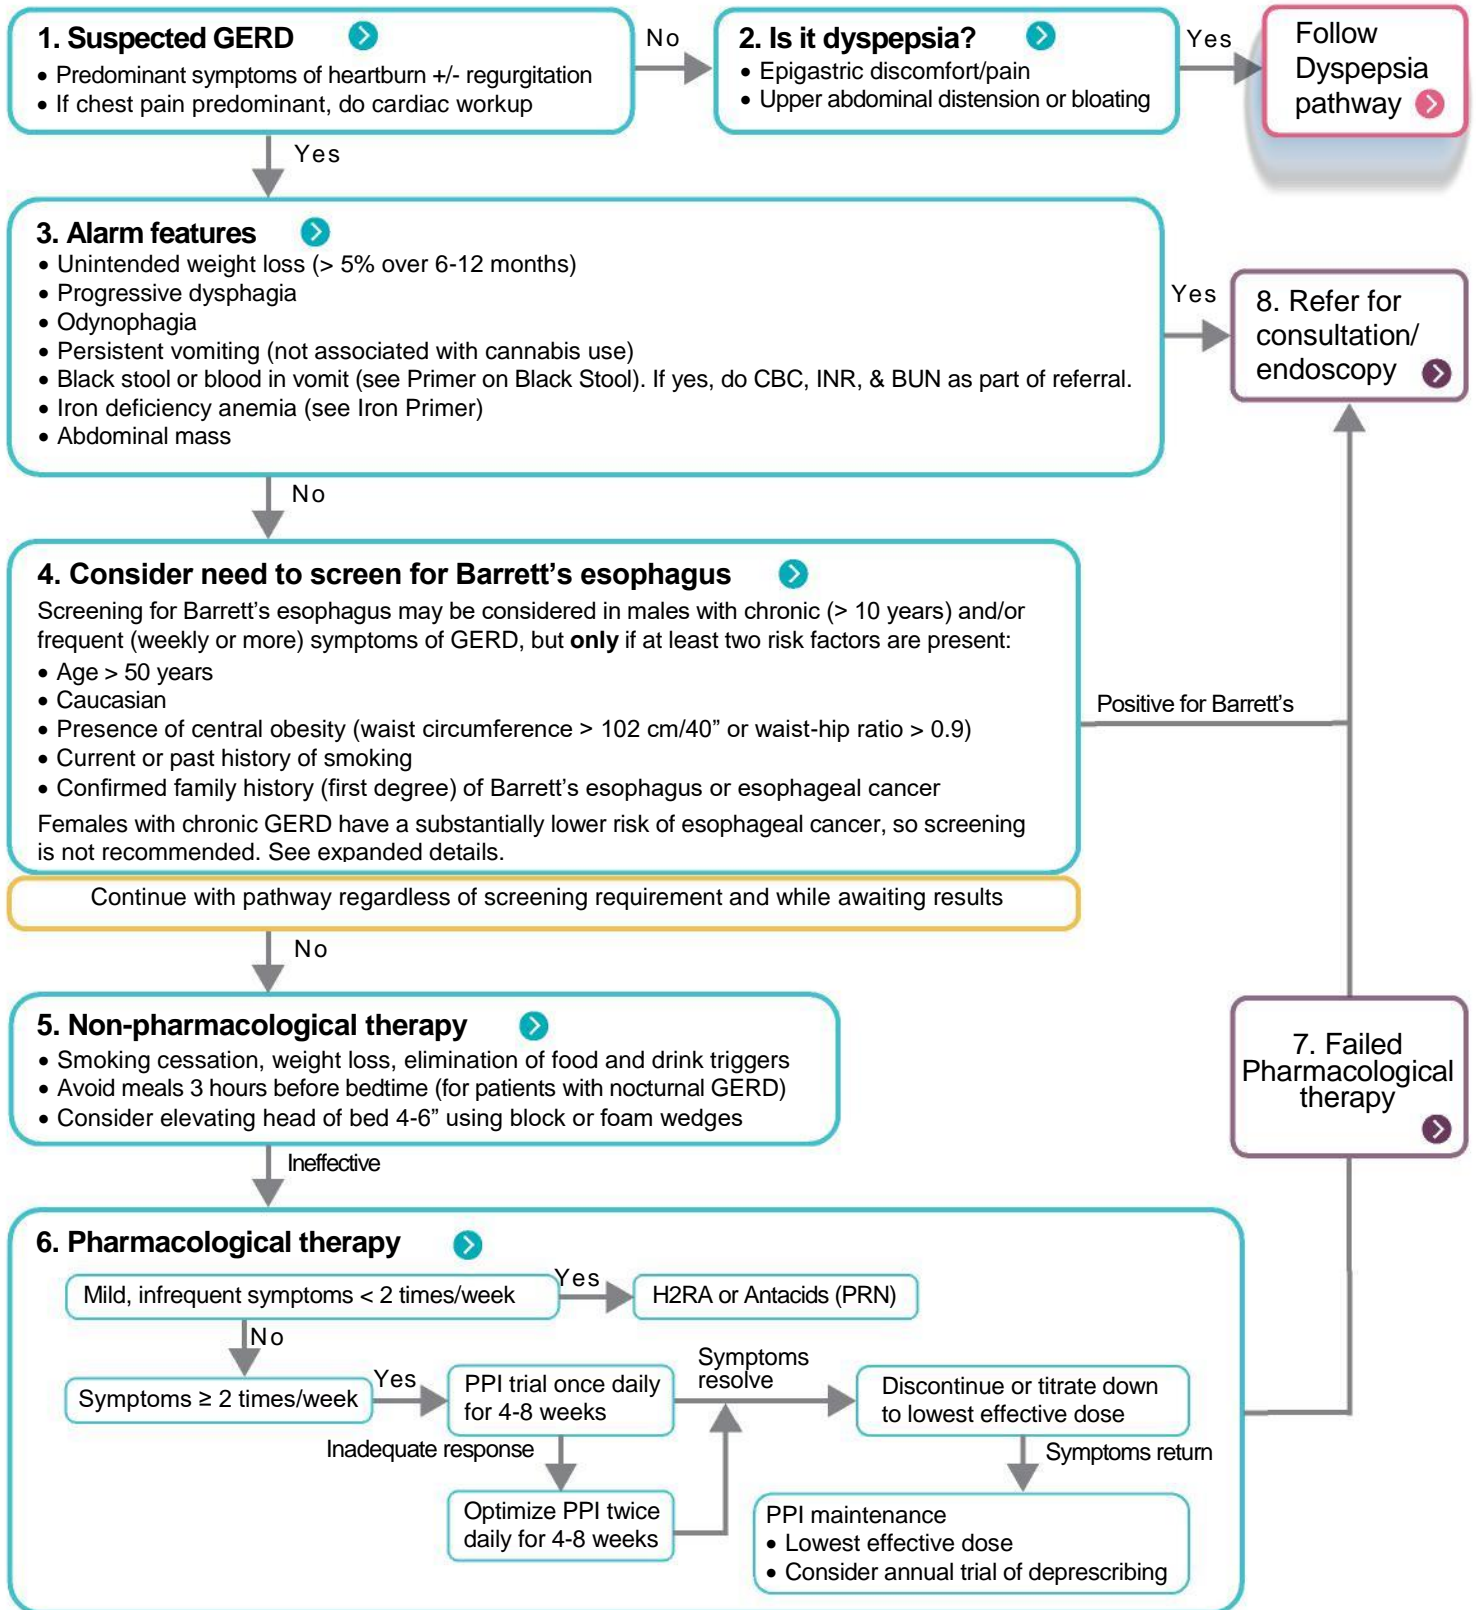 1. Suspected GERD
• Predominant symptoms of heartburn +/- regurgitation
• If chest pain predominant, do cardiac workup
No
2. Is it dyspepsia?
• Epigastric discomfort/pain
• Upper abdominal distension or bloating
Yes
Follow
Dyspepsia
pathway
Yes
3. Alarm features
• Unintended weight loss (> 5% over 6-12 months)
• Progressive dysphagia
• Odynophagia
• Persistent vomiting (not associated with cannabis use)
• Black stool or blood in vomit (see Primer on Black Stool). If yes, do CBC, INR, & BUN as part of referral.
• Iron deficiency anemia (see Iron Primer)
• Abdominal mass
Yes
8. Refer for
consultation/
endoscopy
No
4. Consider need to screen for Barrett’s esophagus
Screening for Barrett’s esophagus may be considered in males with chronic (> 10 years) and/or
frequent (weekly or more) symptoms of GERD, but only if at least two risk factors are present:
• Age > 50 years
• Caucasian
• Presence of central obesity (waist circumference > 102 cm/40” or waist-hip ratio > 0.9)
• Current or past history of smoking
• Confirmed family history (first degree) of Barrett’s esophagus or esophageal cancer
Females with chronic GERD have a substantially lower risk of esophageal cancer, so screening
is not recommended. See expanded details.
Positive for Barrett’s
Continue with pathway regardless of screening requirement and while awaiting results
No
5. Non-pharmacological therapy
• Smoking cessation, weight loss, elimination of food and drink triggers
• Avoid meals 3 hours before bedtime (for patients with nocturnal GERD)
• Consider elevating head of bed 4-6” using block or foam wedges
7. Failed
Pharmacological
therapy
Ineffective
6. Pharmacological therapy
Mild, infrequent symptoms < 2 times/week
Yes
H2RA or Antacids (PRN)
No
Symptoms ≥ 2 times/week
Yes
PPI trial once daily
for 4-8 weeks
Symptoms
resolve
Discontinue or titrate down
to lowest effective dose
Inadequate response
Symptoms return
Optimize PPI twice
daily for 4-8 weeks
PPI maintenance
• Lowest effective dose
• Consider annual trial of deprescribing